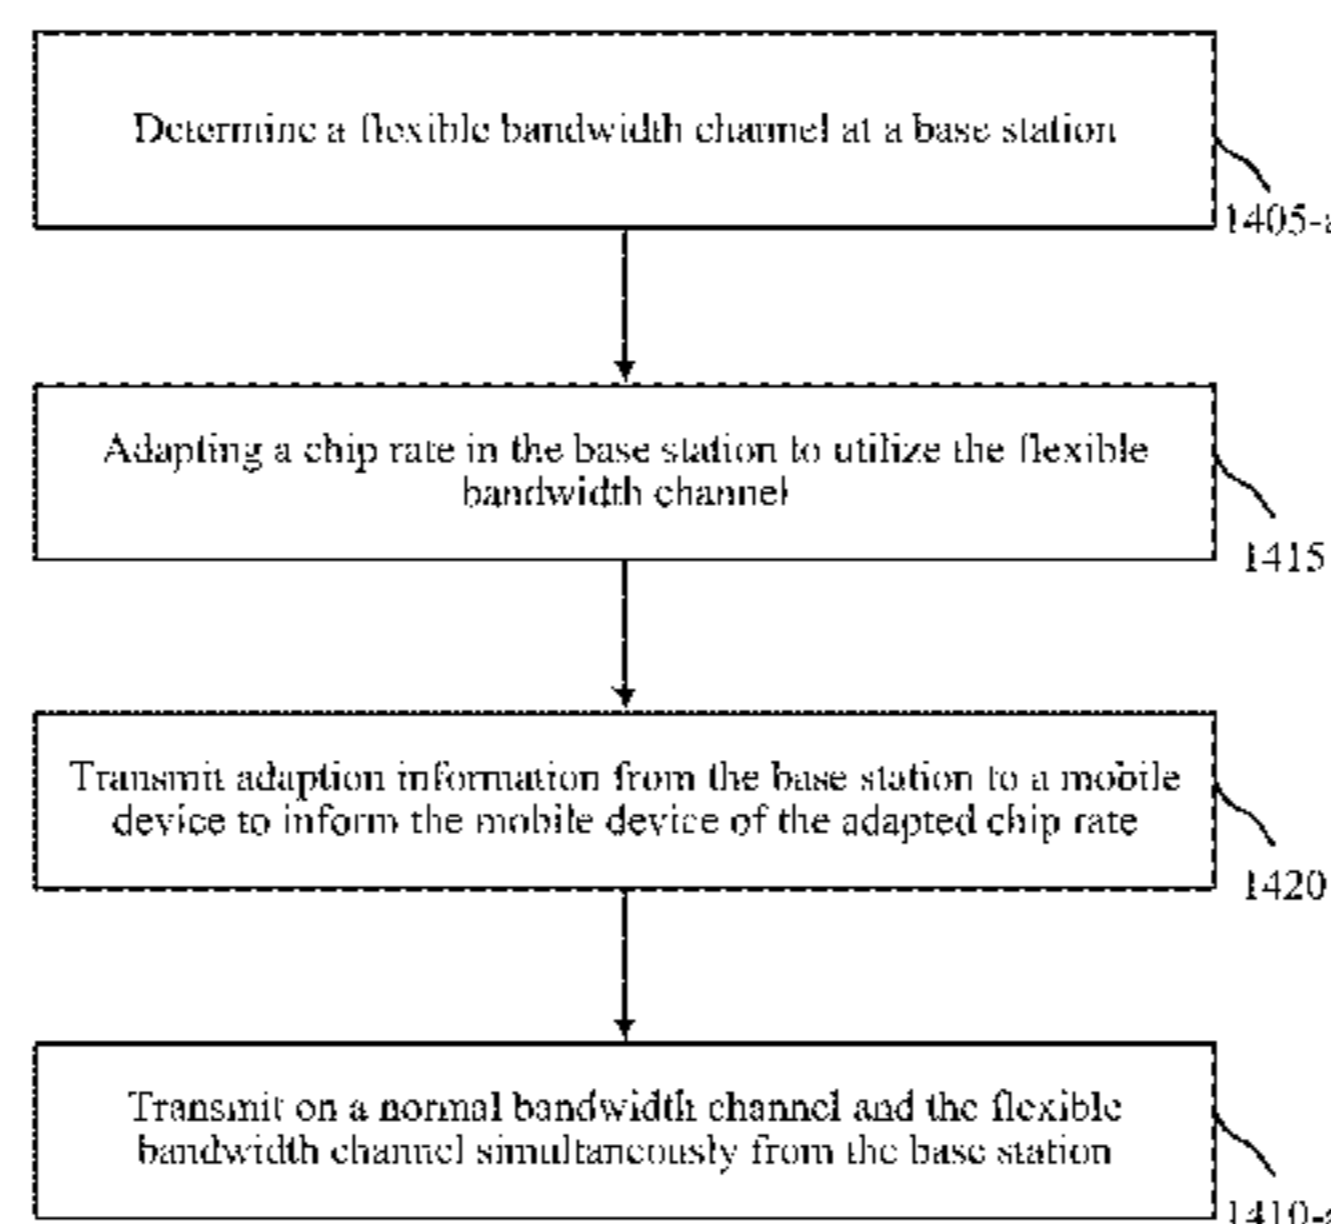 Determine a flexible bandwidth channel at a base station
1405-a
Adapting a chip rate in the base station to utilize the flexible
bandwidth channel
1415
Transmit adaption information from the base station to a mobile
device to inform the mobile device of the adapted chip rate
1420
Transmit on a normal bandwidth channel and the flexible
bandwidth channel simultaneously from the base station
1410-a